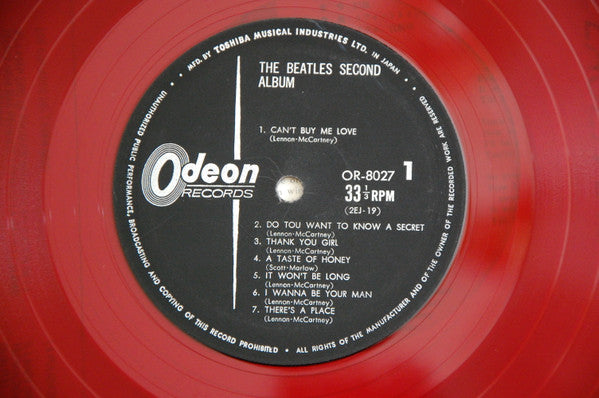 MFD. BY TOSHIBA MUSICAL INDUSTRIES LTD. IN JAPAN
THE BEATLES SECOND
ALBUM
1. CAN'T BUY ME LOVE
(Lennon-McCartney)
Odeon
RECORDS
OR-8027 1
33 1/3 RPM
(2EJ-19)
2. DO TOU WANT TO KNOW A SECRET
(Lennon-McCartney)
3. THANK YOU GIRL
(Lennon-McCartney)
4. A TASTE OF HONEY
(Scott-Marlow)
5. IT WON'T BE LONG
(Lennon-McCartney)
6. I WANNA BE YOUR MAN
(Lennon-McCartney)
7. THERE'S A PLACE
(Lennon-McCartney)
UNAUTHORIZED PUBLIC PERFORMANCE, BROADCASTING AND COPYING OF THIS RECORD PROHIBITED • ALL RIGHTS OF THE MANUFACTURER AND OF THE OWNER OF THE RECORDED WORK ARE RESERVED